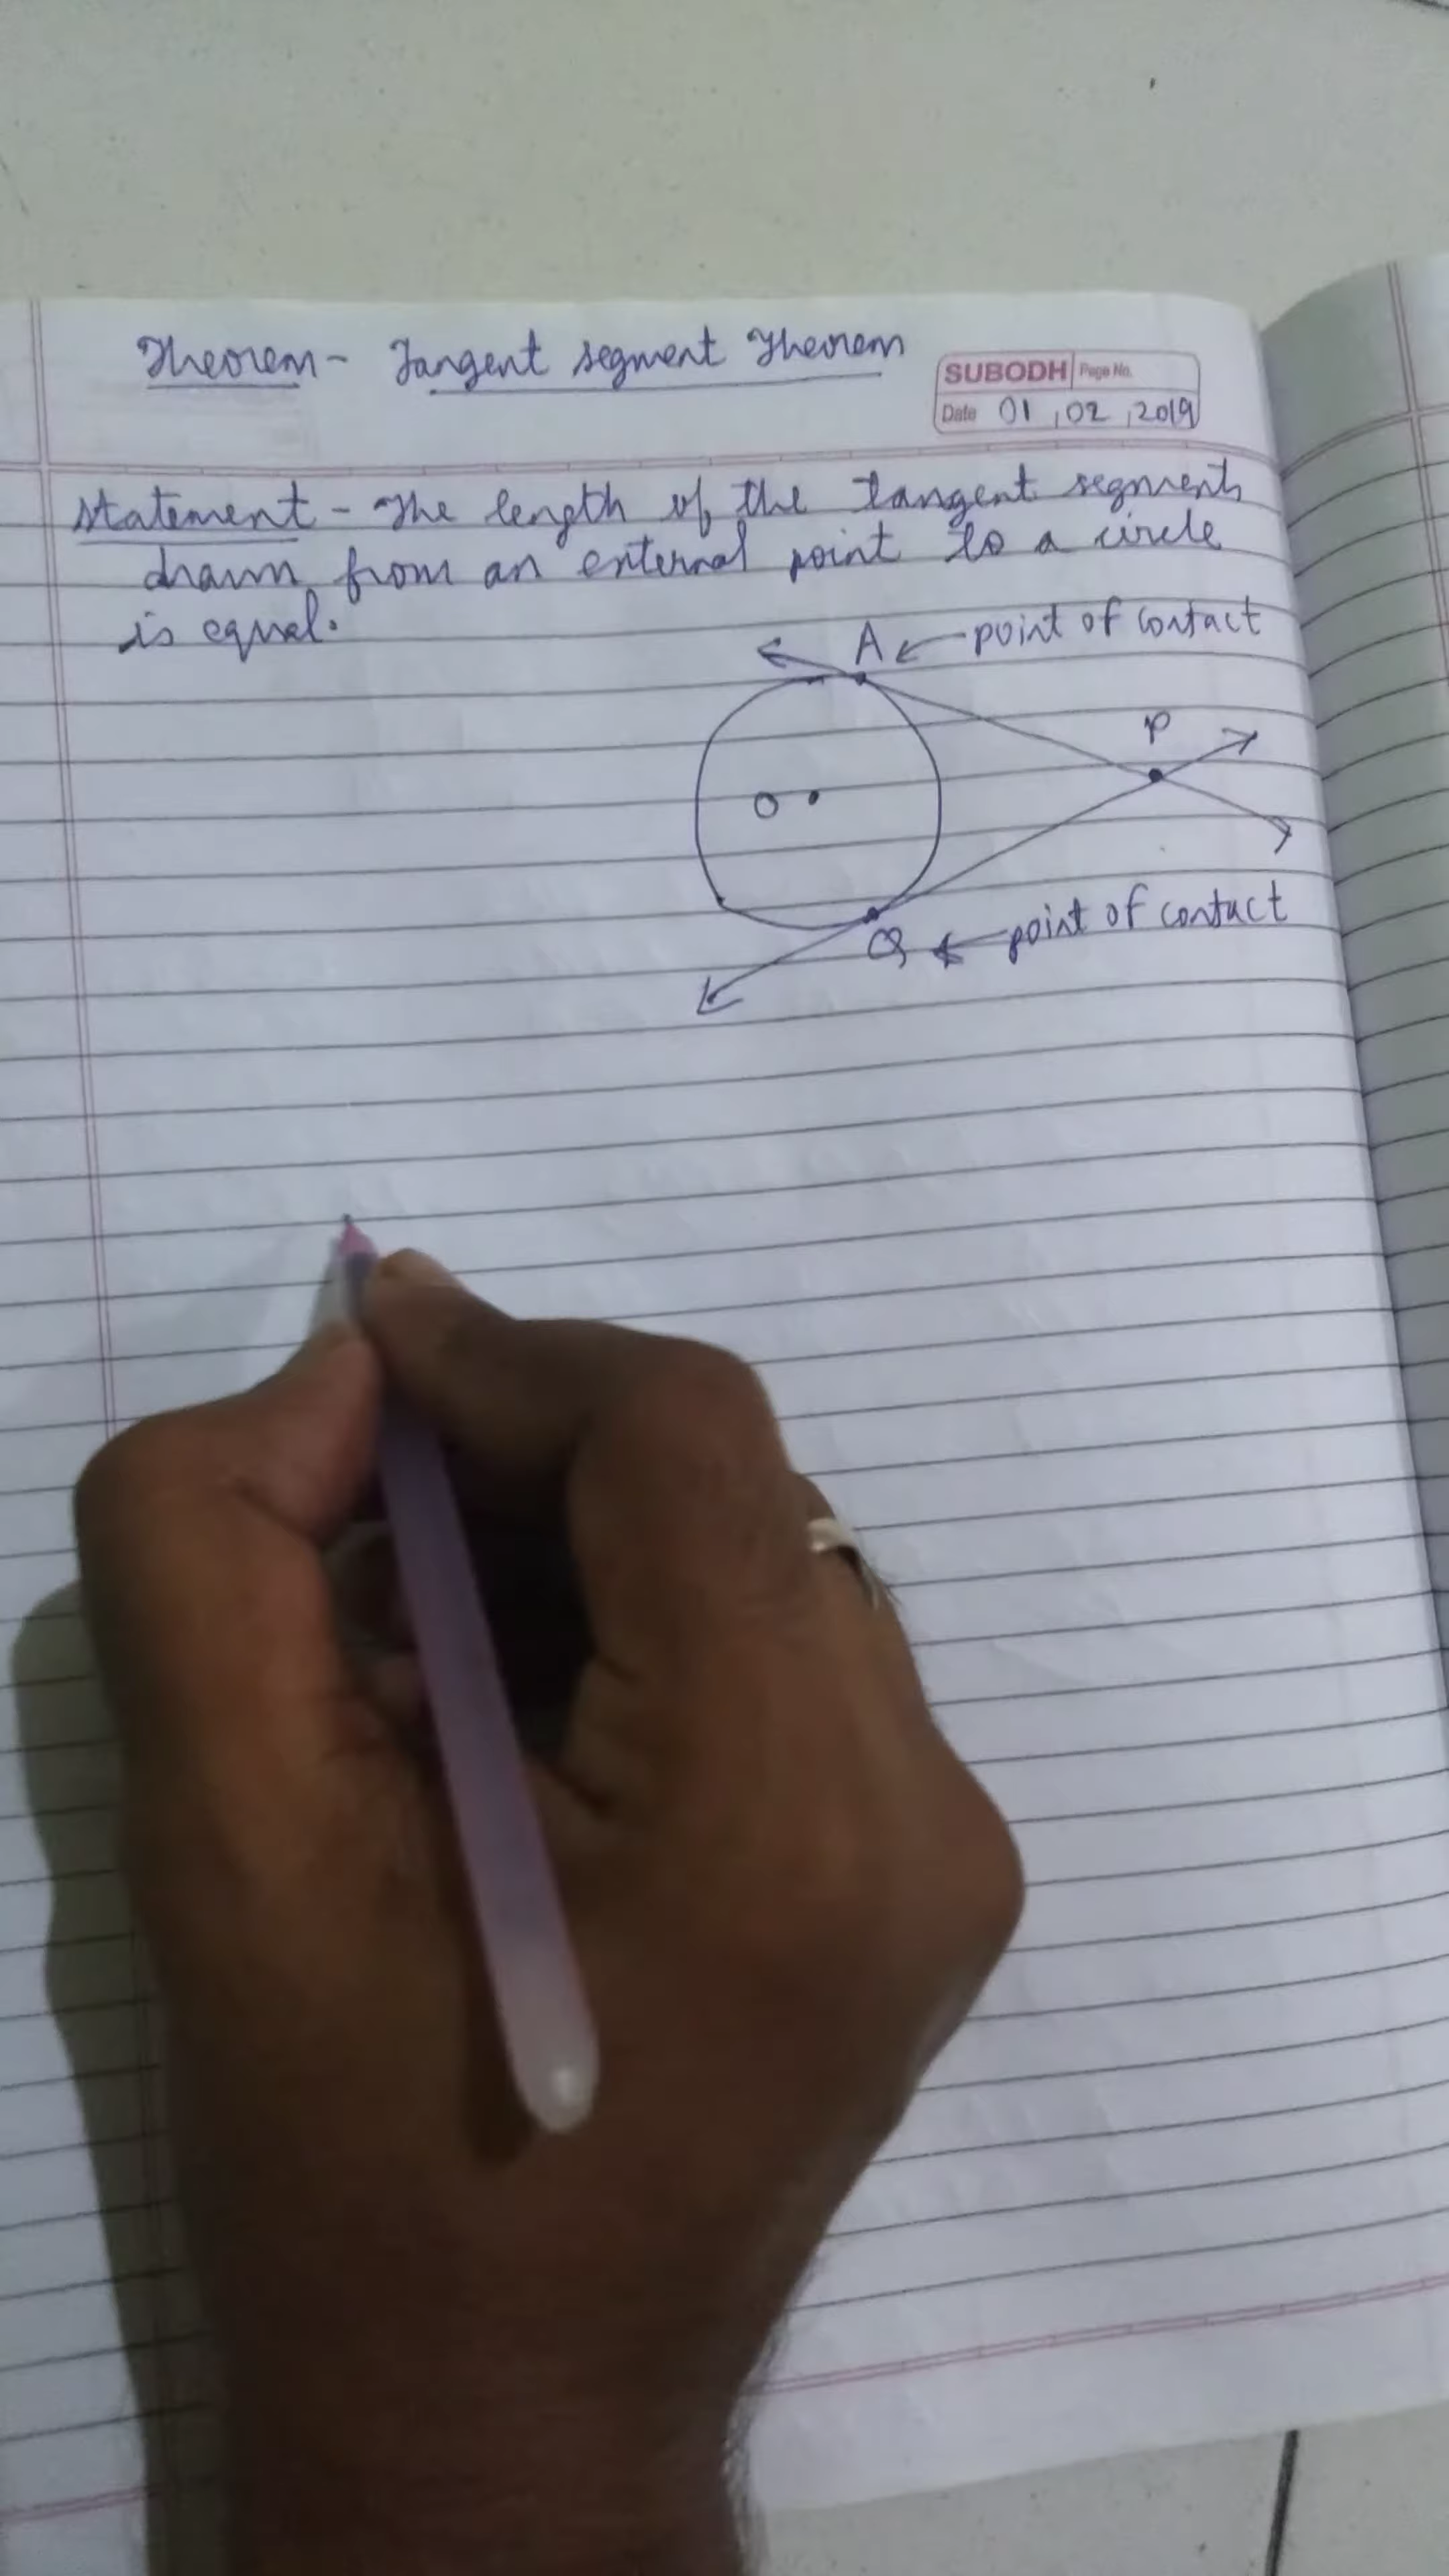 Theorem - Tangent segment Theorem
SUBODH Page No.
Date 01, 02, 2019
statement - The length of the tangent segment
drawn from an external point to a circle
is equal.
A ← point of contact
P
O
Q ← point of contact